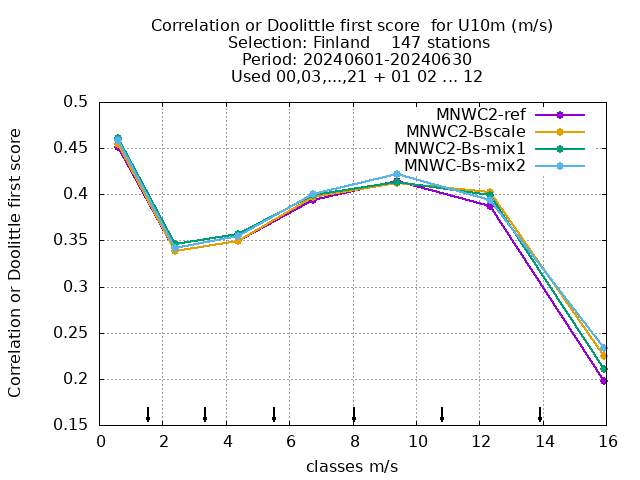 Correlation or Doolittle first score  for U10m (m/s)
Selection: Finland    147 stations
Period: 20240601-20240630
Used 00,03,...,21 + 01 02 ... 12
MNWC2-ref
MNWC2-Bscale
MNWC2-Bs-mix1
MNWC-Bs-mix2
Correlation or Doolittle first score
0.5
0.45
0.4
0.35
0.3
0.25
0.2
0.15
0 2 4 6 8 10 12 14 16
classes m/s